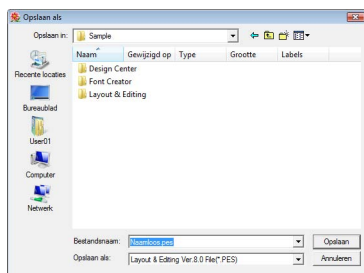 Opslaan als
Opslaan in: Sample
Naam Gewijzigd op Type Grootte Labels
Design Center
Font Creator
Layout & Editing
Recente locaties
Bureaublad
User01
Computer
Netwerk
Bestandsnaam: Naamloos.pes Opslaan
Opslaan als: Layout & Editing Ver.8.0 File(*.PES) Annuleren